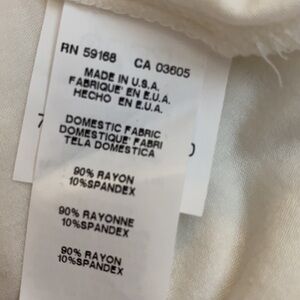 RN 59168 CA 03605
MADE IN U.S.A.
FABRIQUE' EN E.U.A.
HECHO EN E.U.A.
DOMESTIC FABRIC
DOMESTIQUE FABRI
TELA DOMESTICA
90% RAYON
10%SPANDEX
90% RAYONNE
10%SPANDEX
90% RAYON
10%SPANDEX